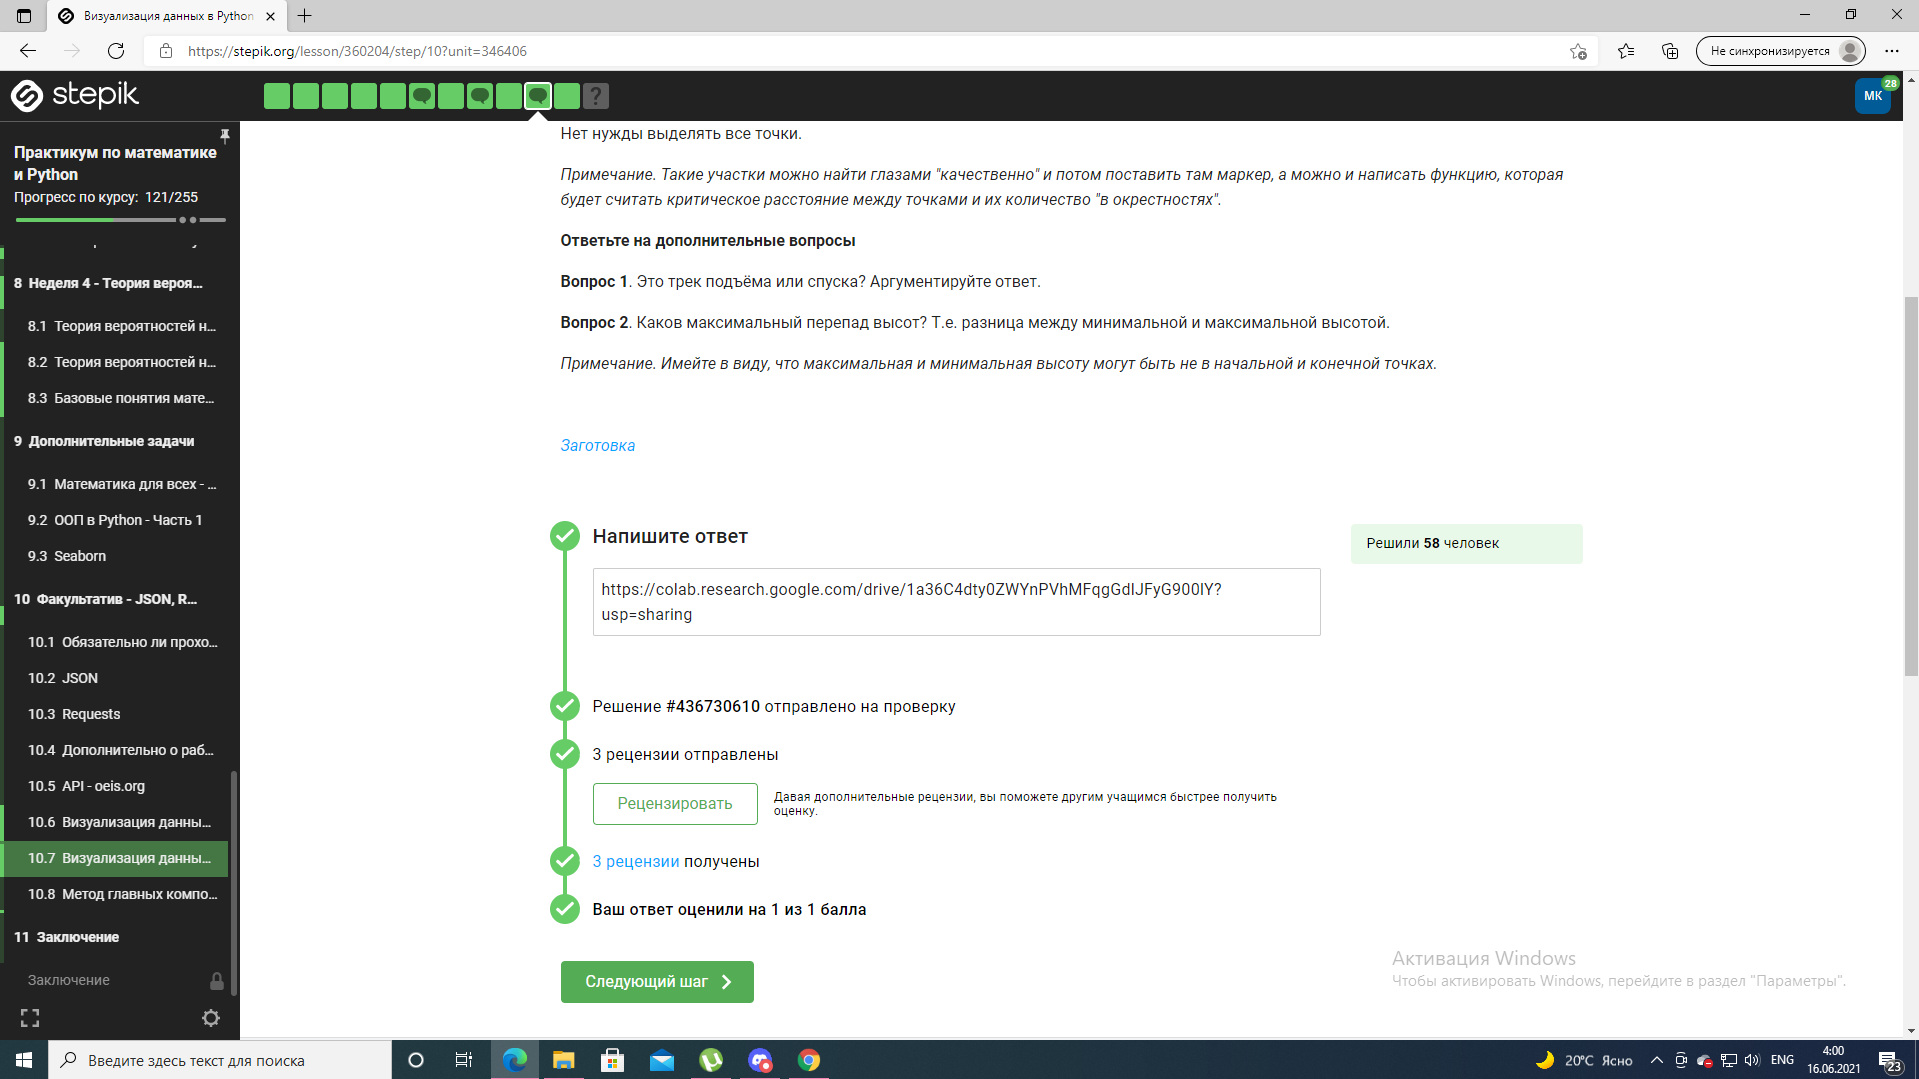 Визуализация данных в Python
https://stepik.org/lesson/360204/step/10?unit=346406
Не синхронизируется
stepik
?
МК
28
Практикум по математике
и Python
Прогресс по курсу: 121/255
8 Неделя 4 - Теория вероя...
8.1 Теория вероятностей н...
8.2 Теория вероятностей н...
8.3 Базовые понятия мате...
9 Дополнительные задачи
9.1 Математика для всех - ...
9.2 ООП в Python - Часть 1
9.3 Seaborn
10 Факультатив - JSON, R...
10.1 Обязательно ли прохо...
10.2 JSON
10.3 Requests
10.4 Дополнительно о раб...
10.5 API - oeis.org
10.6 Визуализация данны...
10.7 Визуализация данны...
10.8 Метод главных компо...
11 Заключение
Заключение
Нет нужды выделять все точки.
Примечание. Такие участки можно найти глазами "качественно" и потом поставить там маркер, а можно и написать функцию, которая
будет считать критическое расстояние между точками и их количество "в окрестностях".
Ответьте на дополнительные вопросы
Вопрос 1. Это трек подъёма или спуска? Аргументируйте ответ.
Вопрос 2. Каков максимальный перепад высот? Т.е. разница между минимальной и максимальной высотой.
Примечание. Имейте в виду, что максимальная и минимальная высоту могут быть не в начальной и конечной точках.
Заготовка
Напишите ответ
Решили 58 человек
https://colab.research.google.com/drive/1a36C4dty0ZWYnPVhMFqgGdIJFyG900lY?
usp=sharing
Решение #436730610 отправлено на проверку
3 рецензии отправлены
Рецензировать
Давая дополнительные рецензии, вы поможете другим учащимся быстрее получить
оценку.
3 рецензии получены
Ваш ответ оценили на 1 из 1 балла
Следующий шаг
Активация Windows
Чтобы активировать Windows, перейдите в раздел "Параметры".
Введите здесь текст для поиска
20°C Ясно
ENG
4:00
16.06.2021
23